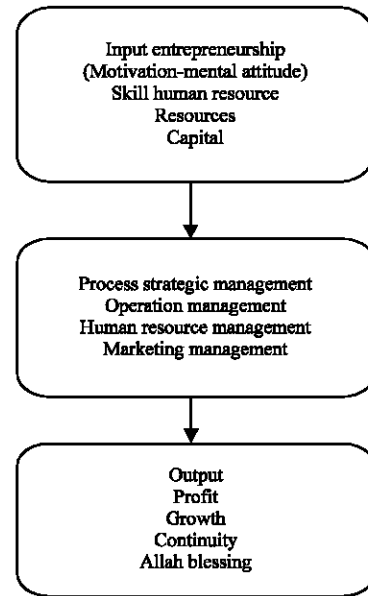 Input entrepreneurship
(Motivation-mental attitude)
Skill human resource
Resources
Capital
Process strategic management
Operation management
Human resource management
Marketing management
Output
Profit
Growth
Continuity
Allah blessing